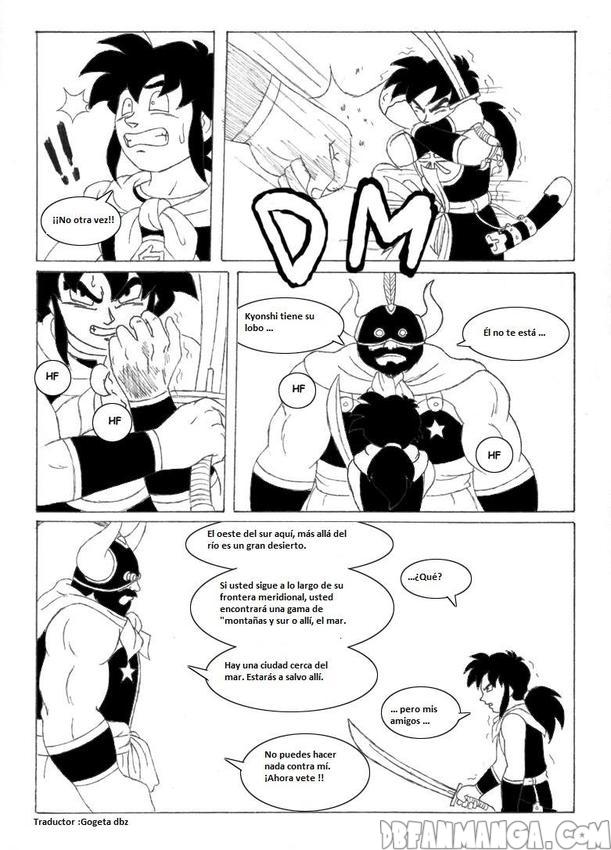 !!
¡¡No otra vez!!
DM
HF
HF
Kyonshi tiene su
lobo ...
Él no te está ...
HF
HF
El oeste del sur aquí, más allá del
río es un gran desierto.
...¿Qué?
Si usted sigue a lo largo de su
frontera meridional, usted
encontrará una gama de
"montañas y sur o allí, el mar.
Hay una ciudad cerca del
mar. Estarás a salvo allí.
... pero mis
amigos ...
No puedes hacer
nada contra mí.
¡Ahora vete !!
Traductor :Gogeta dbz
DBFANMANGA.COM